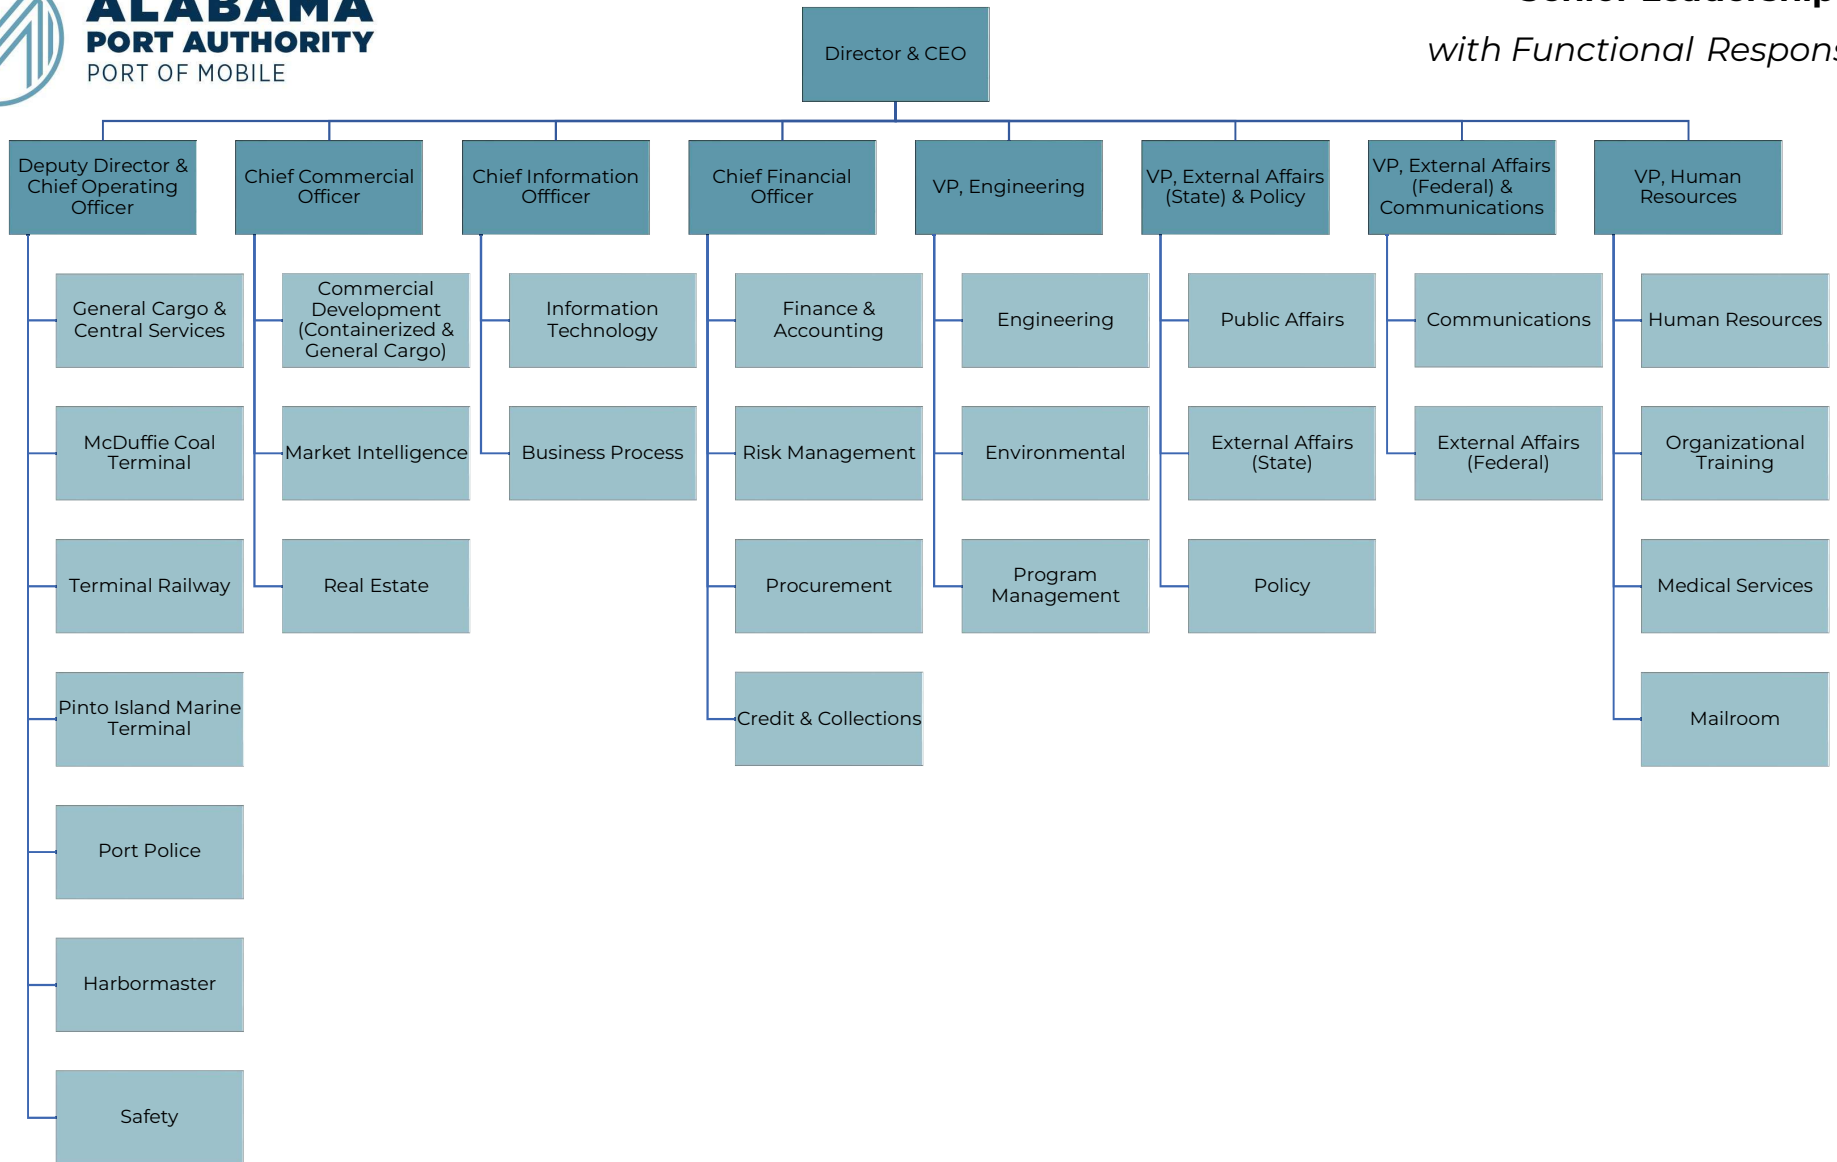 ALABAMA
PORT AUTHORITY
PORT OF MOBILE
Senior Leadership
with Functional Respons
Director & CEO
Deputy Director &
Chief Operating
Officer
Chief Commercial
Officer
Chief Information
Offficer
Chief Financial
Officer
VP, Engineering
VP, External Affairs
(State) & Policy
VP, External Affairs
(Federal) &
Communications
VP, Human
Resources
General Cargo &
Central Services
Commercial
Development
(Containerized &
General Cargo)
Information
Technology
Finance &
Accounting
Engineering
Public Affairs
Communications
Human Resources
McDuffie Coal
Terminal
Market Intelligence
Business Process
Risk Management
Environmental
External Affairs
(State)
External Affairs
(Federal)
Organizational
Training
Terminal Railway
Real Estate
Procurement
Program
Management
Policy
Medical Services
Pinto Island Marine
Terminal
Credit & Collections
Mailroom
Port Police
Harbormaster
Safety